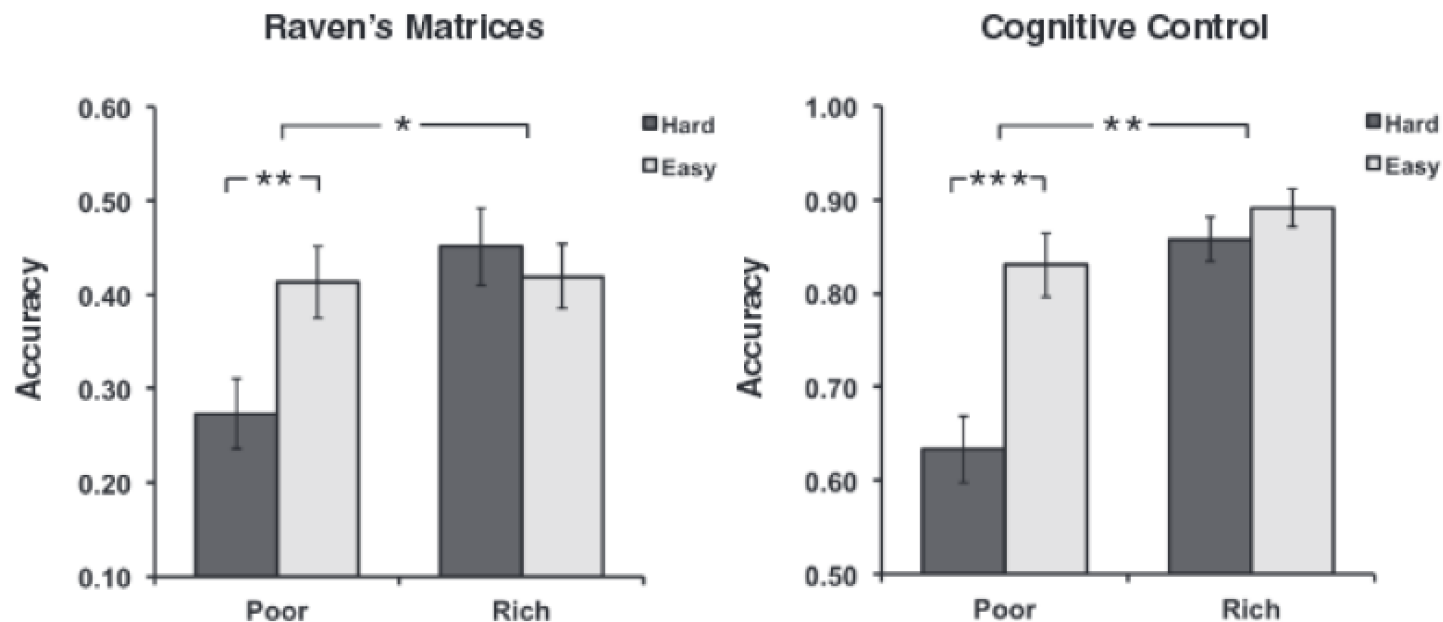 Raven's Matrices
Accuracy
0.60
0.50
0.40
0.30
0.20
0.10
*
**
Hard
Easy
Poor
Rich
Cognitive Control
Accuracy
1.00
0.90
0.80
0.70
0.60
0.50
**
***
Hard
Easy
Poor
Rich